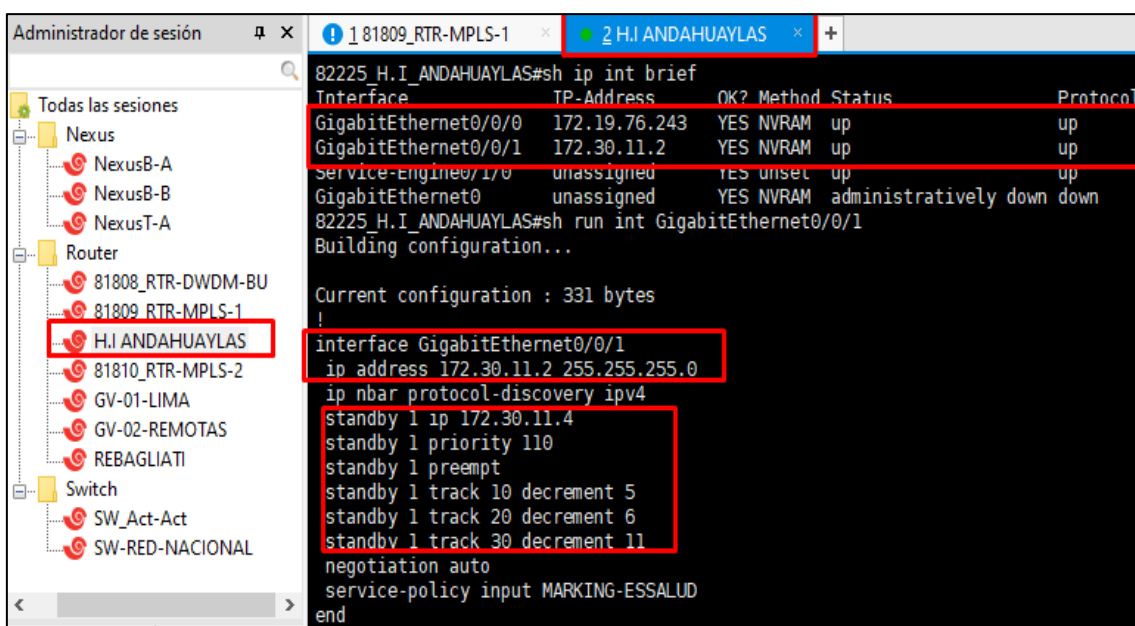 Administrador de sesión
Todas las sesiones
Nexus
NexusB-A
NexusB-B
NexusT-A
Router
81808_RTR-DWDM-BU
81809_RTR-MPLS-1
H.I ANDAHUAYLAS
81810_RTR-MPLS-2
GV-01-LIMA
GV-02-REMOTAS
REBAGLIATI
Switch
SW_Act-Act
SW-RED-NACIONAL
1 81809_RTR-MPLS-1 × 2 H.I ANDAHUAYLAS × +
82225_H.I_ANDAHUAYLAS#sh ip int brief
Interface IP-Address OK? Method Status Protocol
GigabitEthernet0/0/0 172.19.76.243 YES NVRAM up up
GigabitEthernet0/0/1 172.30.11.2 YES NVRAM up up
Service-Engine0/1/0 unassigned YES unset up up
GigabitEthernet0 unassigned YES NVRAM administratively down down
82225_H.I_ANDAHUAYLAS#sh run int GigabitEthernet0/0/1
Building configuration...
Current configuration : 331 bytes
!
interface GigabitEthernet0/0/1
ip address 172.30.11.2 255.255.255.0
ip nbar protocol-discovery ipv4
standby 1 ip 172.30.11.4
standby 1 priority 110
standby 1 preempt
standby 1 track 10 decrement 5
standby 1 track 20 decrement 6
standby 1 track 30 decrement 11
negotiation auto
service-policy input MARKING-ESSALUD
end